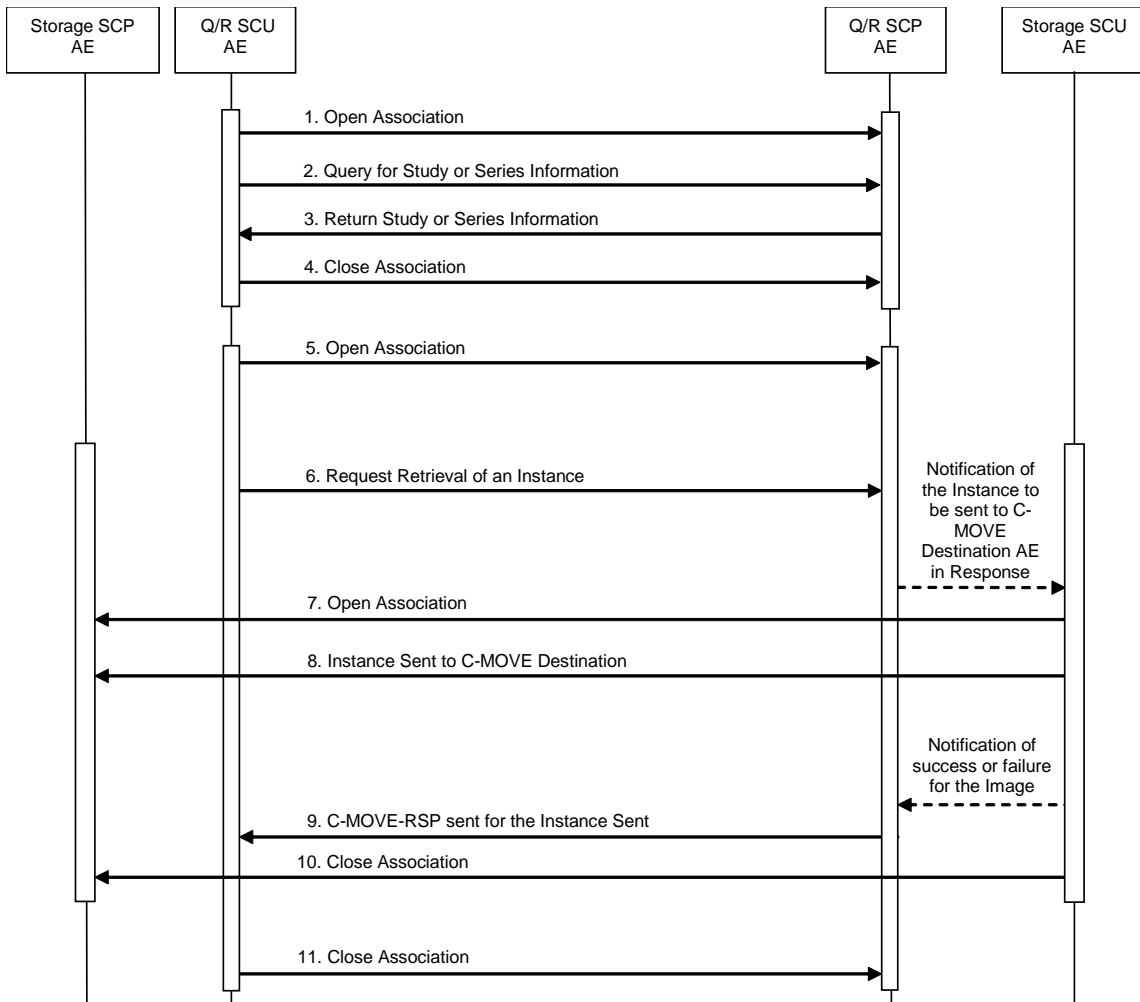 Storage SCP
AE
Q/R SCU
AE
Q/R SCP
AE
Storage SCU
AE
1. Open Association
2. Query for Study or Series Information
3. Return Study or Series Information
4. Close Association
5. Open Association
6. Request Retrieval of an Instance
Notification of
the Instance to
be sent to C-
MOVE
Destination AE
in Response
7. Open Association
8. Instance Sent to C-MOVE Destination
Notification of
success or failure
for the Image
9. C-MOVE-RSP sent for the Instance Sent
10. Close Association
11. Close Association